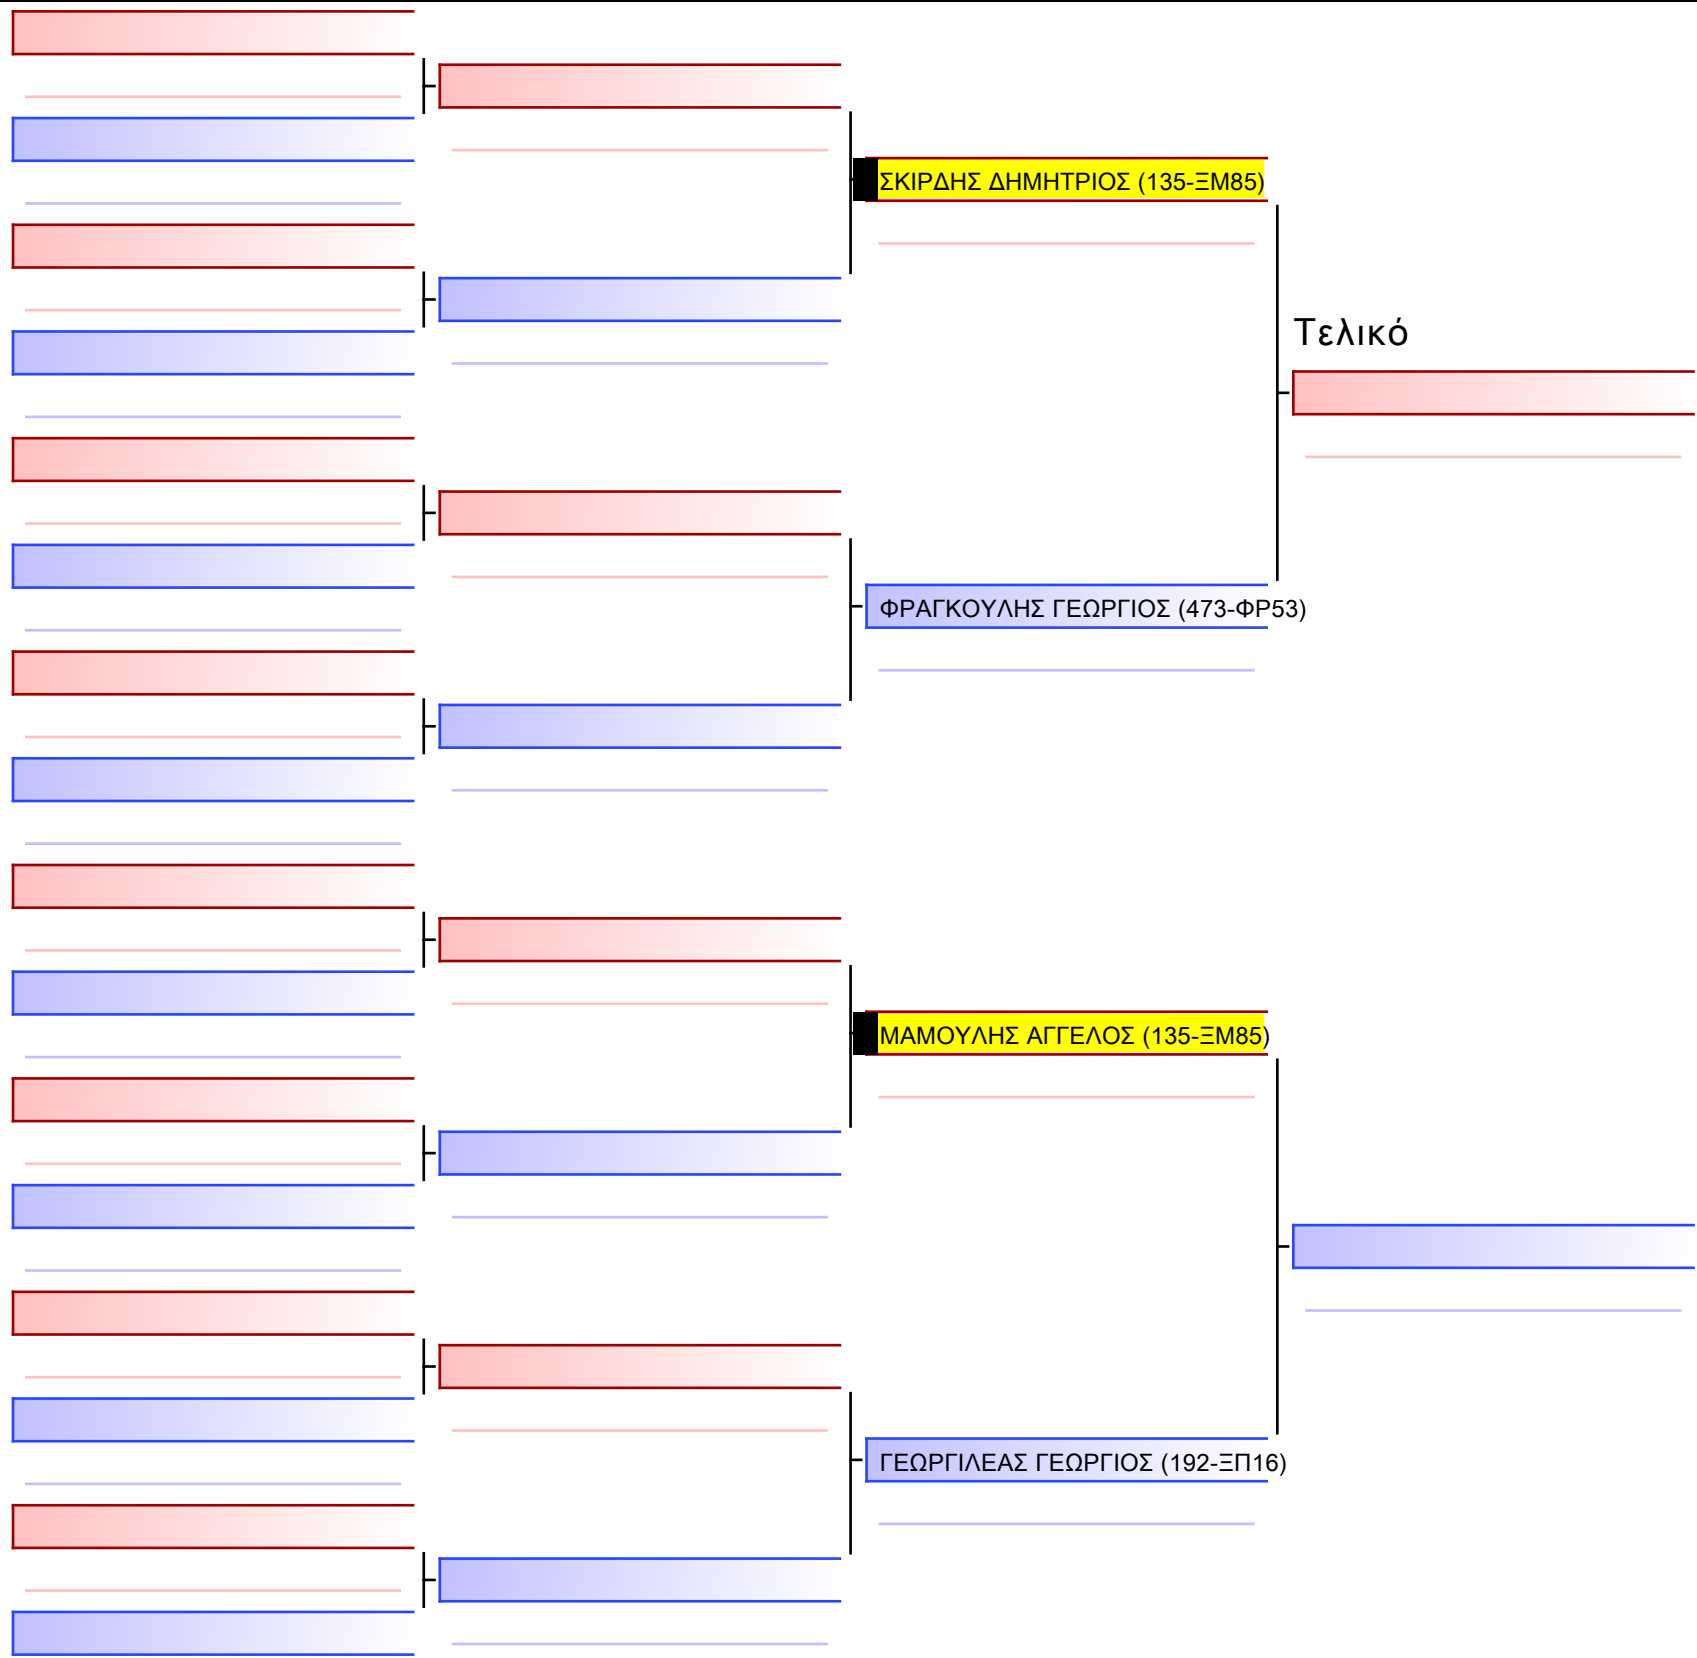 ΣΚΙΡΔΗΣ ΔΗΜΗΤΡΙΟΣ (135-ΞΜ85)
Τελικό
ΦΡΑΓΚΟΥΛΗΣ ΓΕΩΡΓΙΟΣ (473-ΦΡ53)
ΜΑΜΟΥΛΗΣ ΑΓΓΕΛΟΣ (135-ΞΜ85)
ΓΕΩΡΓΙΛΕΑΣ ΓΕΩΡΓΙΟΣ (192-ΞΠ16)